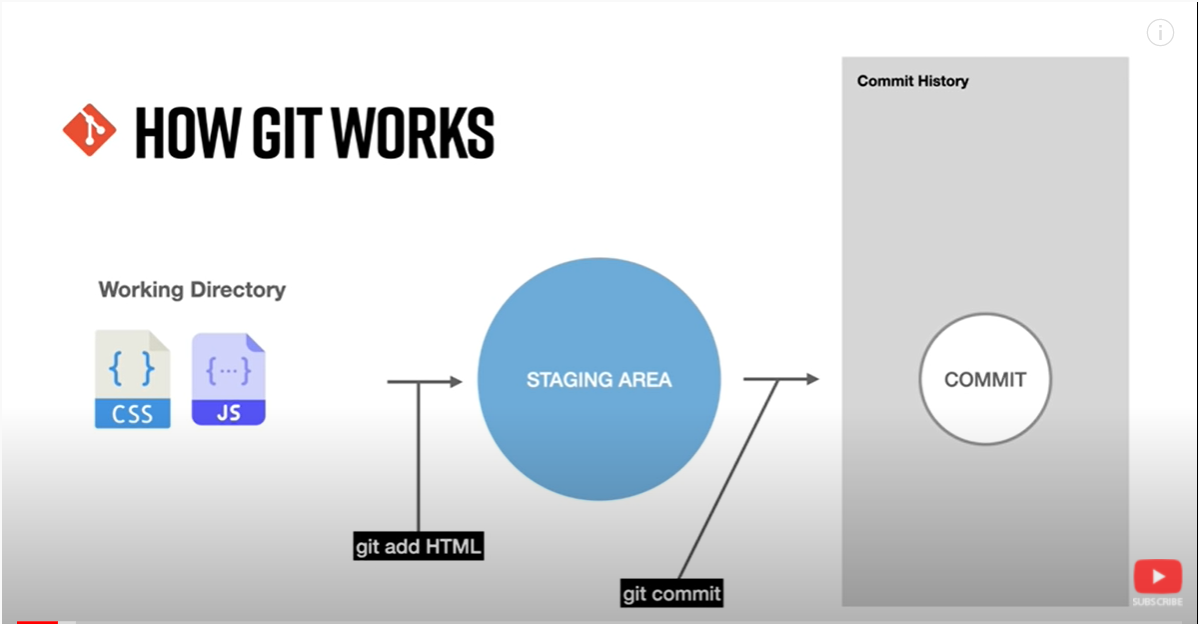 Commit History
HOW GIT WORKS
Working Directory
{ }
CSS
{...}
JS
STAGING AREA
COMMIT
git add HTML
git commit
SUBSCRIBE